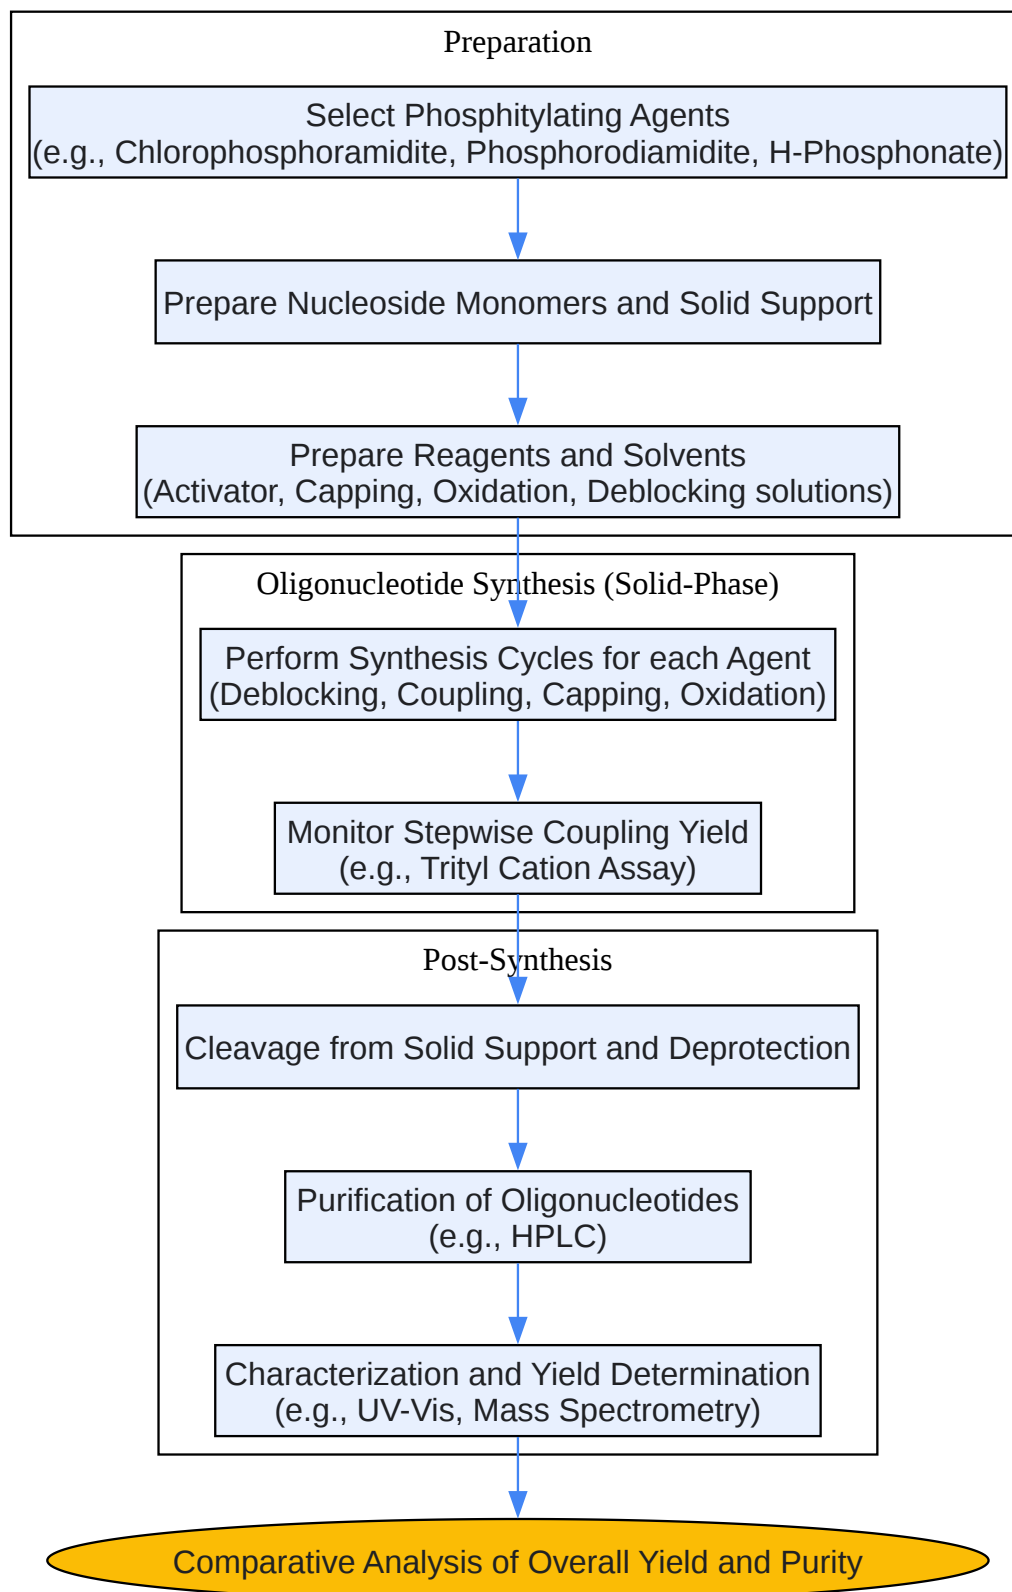 Preparation
Select Phosphitylating Agents
(e.g., Chlorophosphoramidite, Phosphorodiamidite, H-Phosphonate)
Prepare Nucleoside Monomers and Solid Support
Prepare Reagents and Solvents
(Activator, Capping, Oxidation, Deblocking solutions)
Oligonucleotide Synthesis (Solid-Phase)
Perform Synthesis Cycles for each Agent
(Deblocking, Coupling, Capping, Oxidation)
Monitor Stepwise Coupling Yield
(e.g., Trityl Cation Assay)
Post-Synthesis
Cleavage from Solid Support and Deprotection
Purification of Oligonucleotides
(e.g., HPLC)
Characterization and Yield Determination
(e.g., UV-Vis, Mass Spectrometry)
Comparative Analysis of Overall Yield and Purity